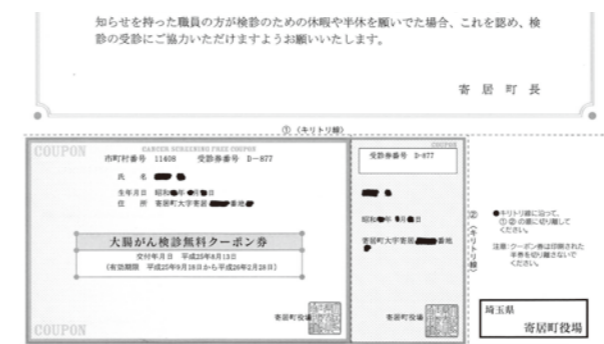 知らせを持った職員の方が検診のための休暇や半休を願いでた場合、これを認め、検
診の受診にご協力いただけますようお願いいたします。
寄 居 町 長
① 〈キリトリ線〉
COUPON
CANCER SCREENING FREE COUPON
市町村番号 11408 受診券番号 D-877
氏 名
生年月日 昭和 年 月 日
住 所 寄居町大字寄居 番地
大腸がん検診無料クーポン券
交付年月日 平成25年8月13日
(有効期限 平成25年9月16日から平成26年2月28日)
寄居町役場
COUPON
COUPON
受診券番号 D-877
昭和 年 月 日
寄居町大字寄居 番地
寄居町役場
②〈キリトリ線〉
●キリトリ線に沿って、
①②の順に切り離して
ください。
注意:クーポン券は印刷された
半券を切り離さないで
ください。
埼玉県
寄居町役場